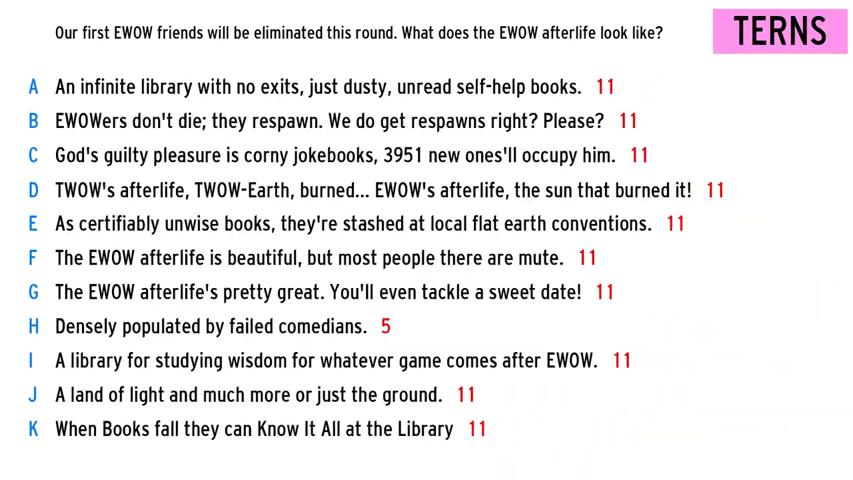 Our first EWOW friends will be eliminated this round. What does the EWOW afterlife look like?
TERNS
A An infinite library with no exits, just dusty, unread self-help books. 11
B EWOWers don't die; they respawn. We do get respawns right? Please? 11
C God's guilty pleasure is corny jokebooks, 3951 new ones'll occupy him. 11
D TWOW's afterlife, TWOW-Earth, burned... EWOW's afterlife, the sun that burned it! 11
E As certifiably unwise books, they're stashed at local flat earth conventions. 11
F The EWOW afterlife is beautiful, but most people there are mute. 11
G The EWOW afterlife's pretty great. You'll even tackle a sweet date! 11
H Densely populated by failed comedians. 5
I A library for studying wisdom for whatever game comes after EWOW. 11
J A land of light and much more or just the ground. 11
K When Books fall they can Know It All at the Library 11